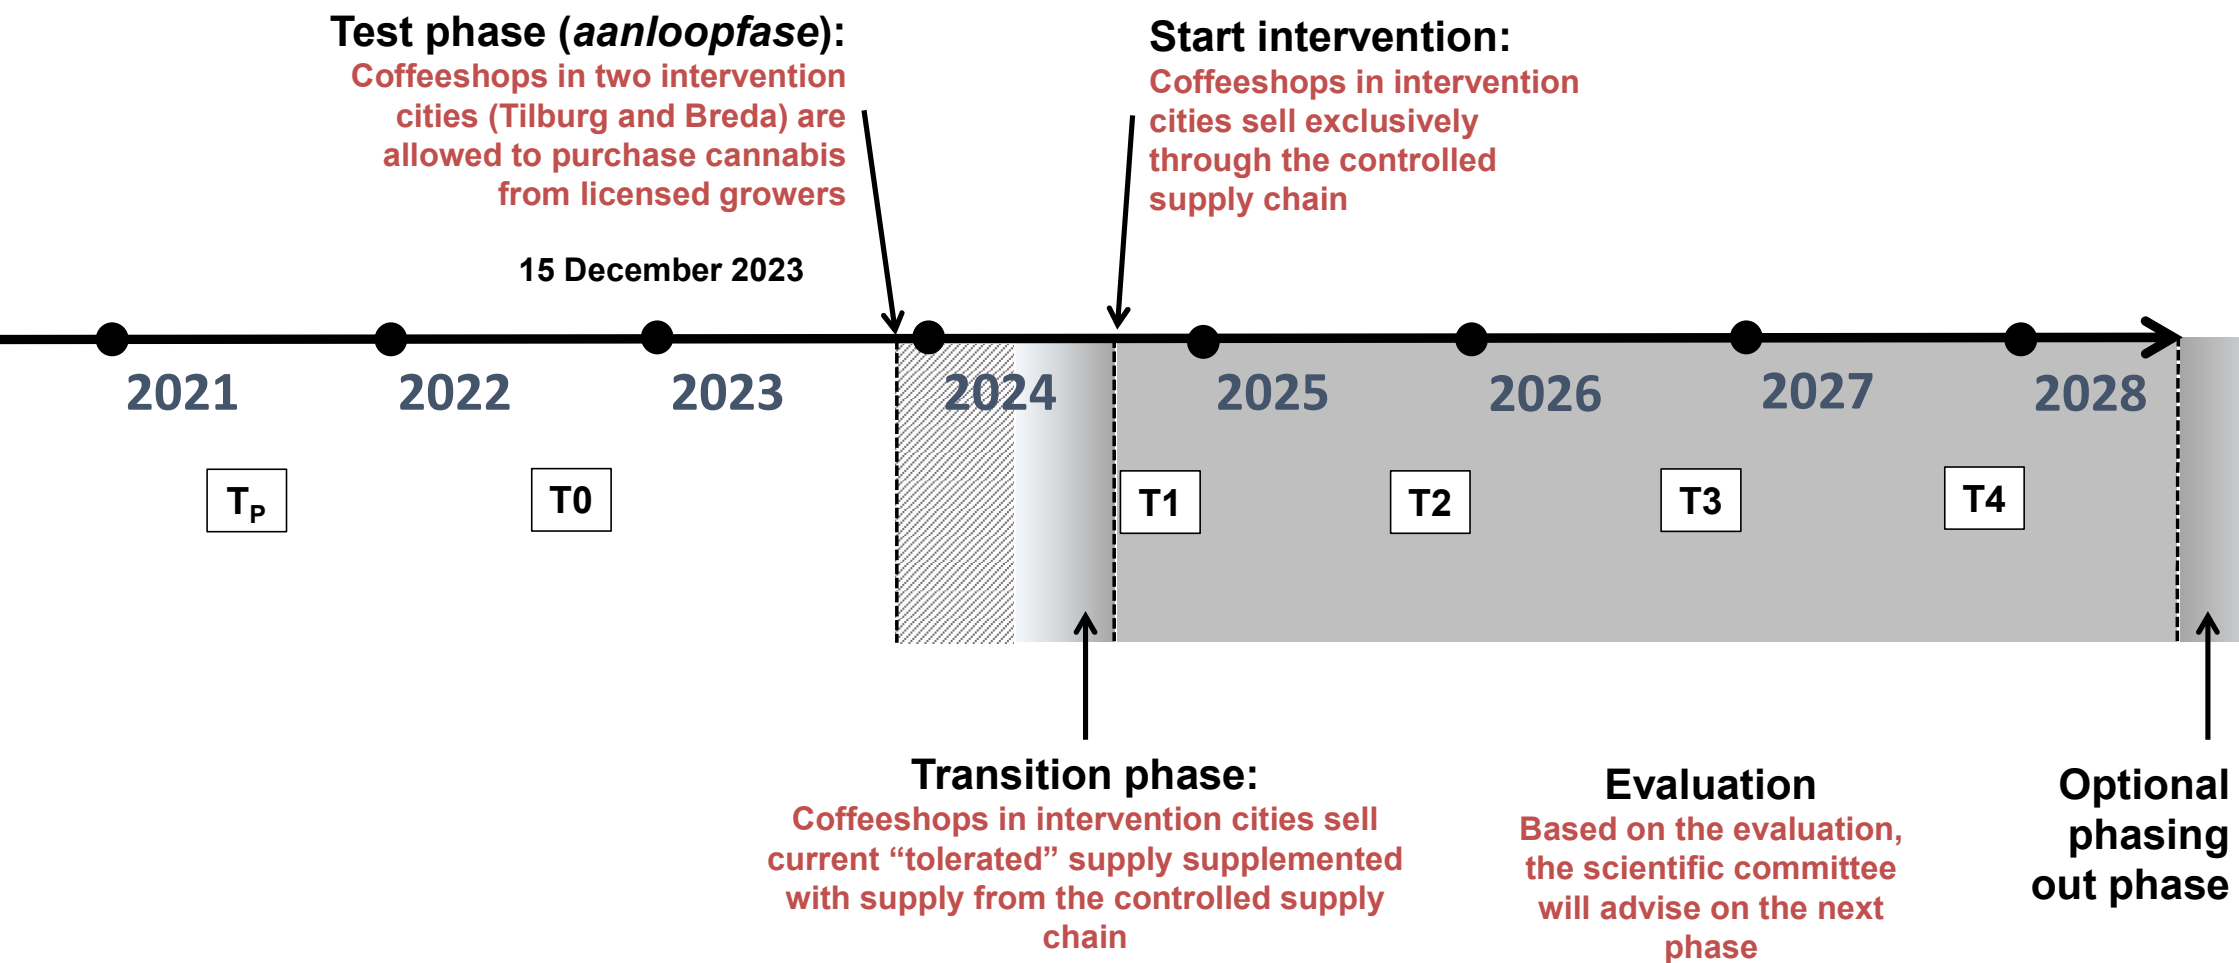 Test phase (aanloopfase):
Coffeeshops in two intervention
cities (Tilburg and Breda) are
allowed to purchase cannabis
from licensed growers
15 December 2023
Start intervention:
Coffeeshops in intervention
cities sell exclusively
through the controlled
supply chain
2021
2022
2023
2024
2025
2026
2027
2028
TP
T0
T1
T2
T3
T4
Transition phase:
Coffeeshops in intervention cities sell
current “tolerated” supply supplemented
with supply from the controlled supply
chain
Evaluation
Based on the evaluation,
the scientific committee
will advise on the next
phase
Optional
phasing
out phase